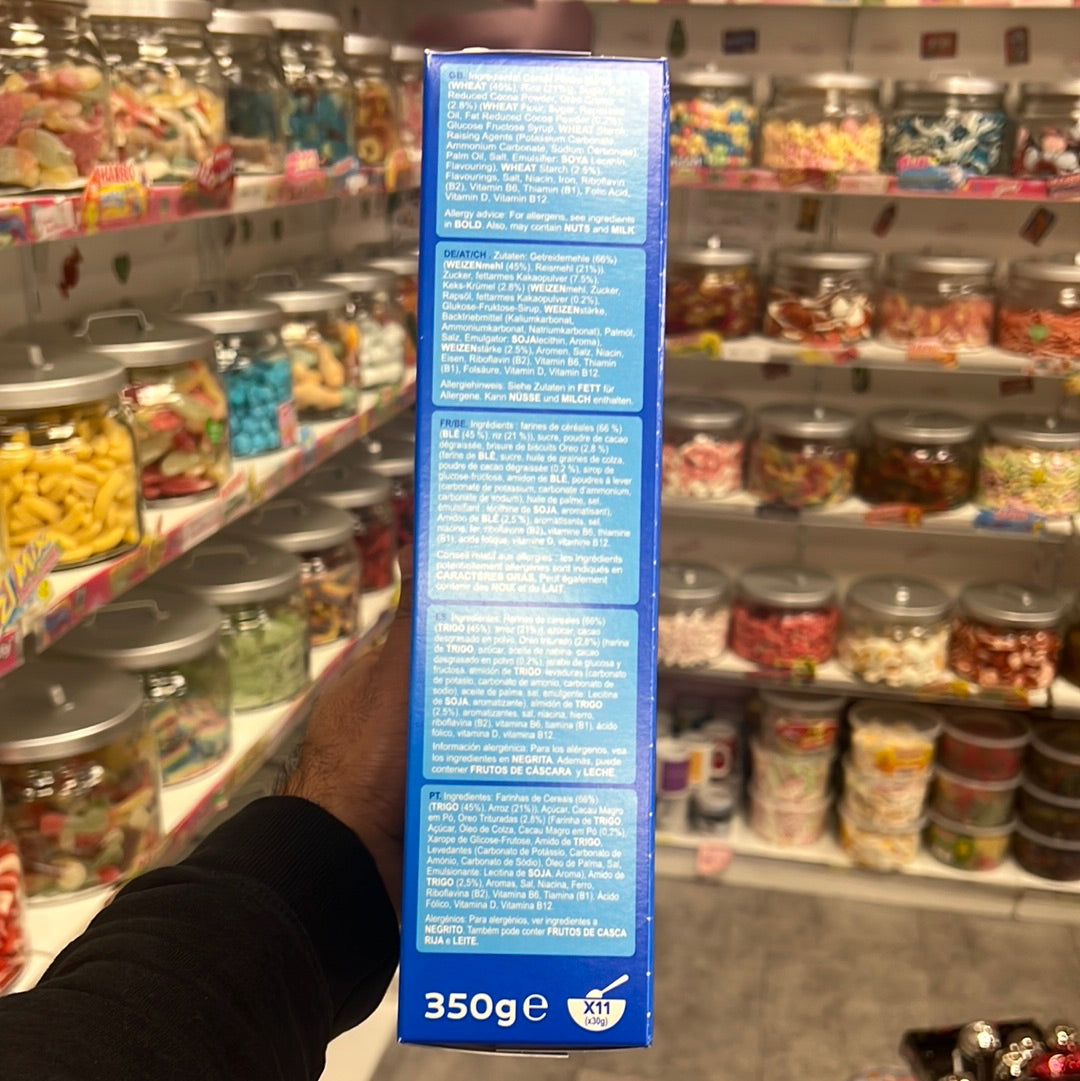 GB Ingredients: Cereal
(WHEAT (45%), Rice (21%)), Sugar, Fat
Reduced Cocoa Powder, Oreo
(2.8%) (WHEAT Flour, Sugar,
Oil, Fat Reduced Cocoa Powder (0.2%),
Glucose Fructose Syrup, WHEAT Starch,
Raising Agents (Potassium Carbonate,
Ammonium Carbonate, Sodium Carbonate),
Palm Oil, Salt, Emulsifier: SOYA Lecithin,
Flavouring), WHEAT Starch (2.5%),
Flavourings, Salt, Niacin, Iron, Riboflavin
(B2), Vitamin B6, Thiamin (B1), Folic Acid,
Vitamin D, Vitamin B12.
Allergy advice: For allergens, see ingredients
in BOLD. Also, may contain NUTS and MILK
DE/AT/CH Zutaten: Getreidemehle (66%)
(WEIZENmehl (45%), Reismehl (21%)),
Zucker, fettarmes Kakaopulver (7.5%),
Keks-Krümel (2.8%) (WEIZENmehl, Zucker,
Rapsöl, fettarmes Kakaopulver (0.2%),
Glukose-Fruktose-Sirup, WEIZENstärke,
Backtriebmittel (Kaliumkarbonat,
Ammoniumkarbonat, Natriumkarbonat), Palmöl,
Salz, Emulgator: SOJAlecithin, Aroma),
WEIZENstärke (2.5%), Aromen, Salz, Niacin,
Eisen, Riboflavin (B2), Vitamin B6, Thiamin
(B1), Folsäure, Vitamin D, Vitamin B12.
Allergiehinweis: Siehe Zutaten in FETT für
Allergene. Kann NÜSSE und MILCH enthalten.
FR/BE Ingrédients : farines de céréales (66 %)
(BLÉ (45 %), riz (21 %)), sucre, poudre de cacao
dégraissée, brisure de biscuits Oreo (2,8 %)
(farine de BLÉ, sucre, huile de graines de colza,
poudre de cacao dégraissée (0,2 %), sirop de
glucose-fructose, amidon de BLÉ, poudres à lever
(carbonate de potassium, carbonate d'ammonium,
carbonate de sodium), huile de palme, sel,
émulsifiant : lécithine de SOJA, aromatisant),
Amidon de BLÉ (2,5 %), aromatisants, sel,
niacine, fer, riboflavine (B2), vitamine B6, thiamine
(B1), acide folique, vitamine D, vitamine B12.
Conseil relatif aux allergies : les ingrédients
potentiellement allergènes sont indiqués en
CARACTÈRES GRAS. Peut également
contenir des NOIX et du LAIT.
ES Ingredientes: Harinas de cereales (66%)
(TRIGO (45%), arroz (21%)), azúcar, cacao
desgrasado en polvo, Oreo triturado (2,8%) (harina
de TRIGO, azúcar, aceite de nabina, cacao
desgrasado en polvo (0,2%), jarabe de glucosa y
fructosa, almidón de TRIGO, levaduras (carbonato
de potasio, carbonato de amonio, carbonato de
sodio), aceite de palma, sal, emulgente: Lecitina
de SOJA, aromatizante), almidón de TRIGO
(2,5%), aromatizantes, sal, niacina, hierro,
riboflavina (B2), vitamina B6, tiamina (B1), ácido
fólico, vitamina D, vitamina B12.
Información alergénica: Para los alérgenos, vea
los ingredientes en NEGRITA. Además, puede
contener FRUTOS DE CÁSCARA y LECHE.
PT Ingredientes: Farinhas de Cereais (66%)
(TRIGO (45%), Arroz (21%)), Açúcar, Cacau Magro
em Pó, Oreo Trituradas (2,8%) (Farinha de TRIGO
Açúcar, Óleo de Colza, Cacau Magro em Pó (0,2%),
Xarope de Glicose-Frutose, Amido de TRIGO,
Levedantes (Carbonato de Potássio, Carbonato de
Amónio, Carbonato de Sódio), Óleo de Palma, Sal,
Emulsionante: Lecitina de SOJA, Aroma), Amido de
TRIGO (2,5%), Aromas, Sal, Niacina, Ferro,
Riboflavina (B2), Vitamina B6, Tiamina (B1), Ácido
Fólico, Vitamina D, Vitamina B12.
Alergénios: Para alergénios, ver ingredientes a
NEGRITO. Também pode conter FRUTOS DE CASCA
RIJA e LEITE.
350g e
X11
(x30g)
HARIBO